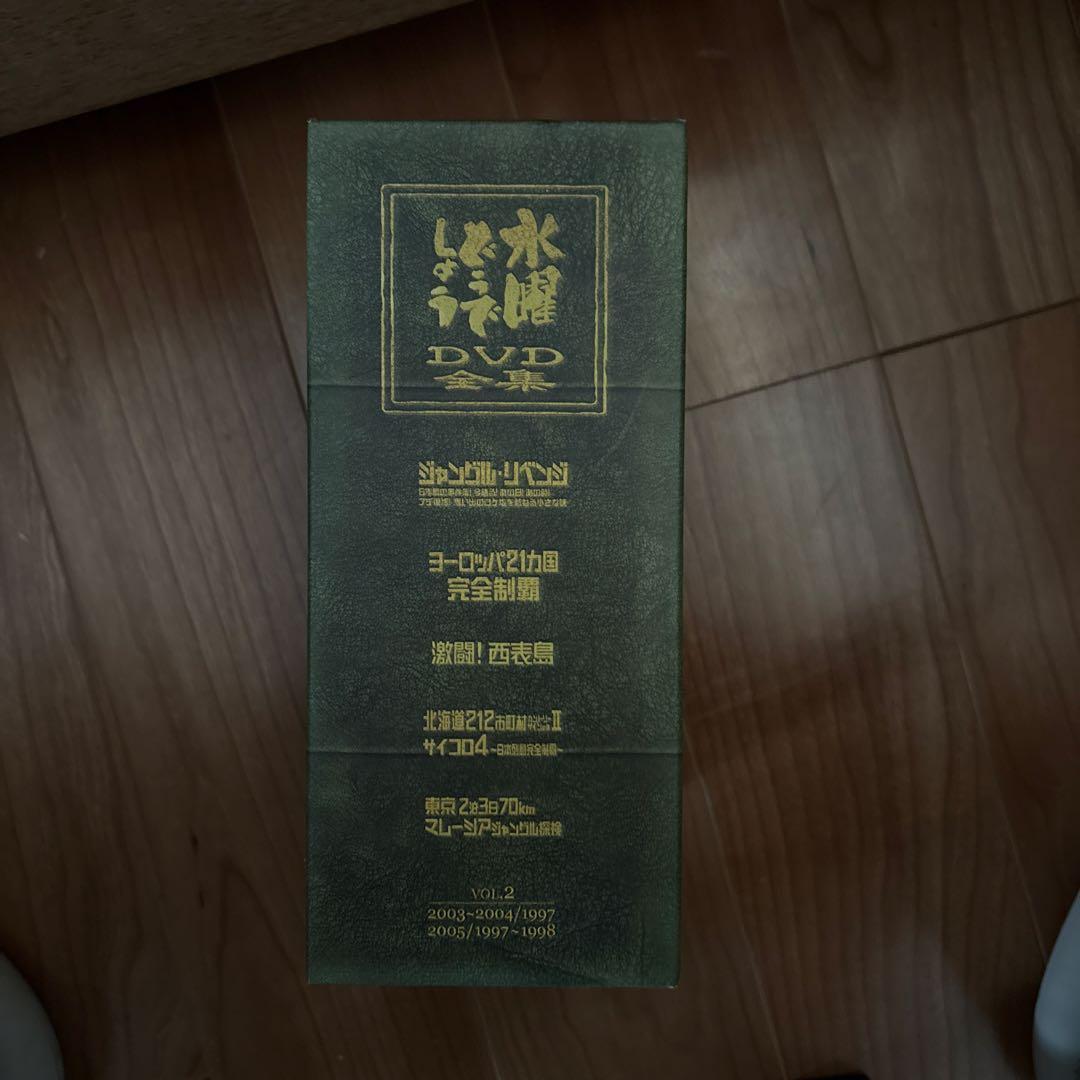 水曜
どうで
しょう
DVD
全集
ジャングル・リベンジ
ヨーロッパ21ヵ国
完全制覇
激闘!西表島
北海道212市町村カントリーサインの旅II
サイコロ4～日本列島完全制覇～
東京2泊3日70km
マレーシアジャングル探検
VOL.2
2003~2004/1997
2005/1997~1998